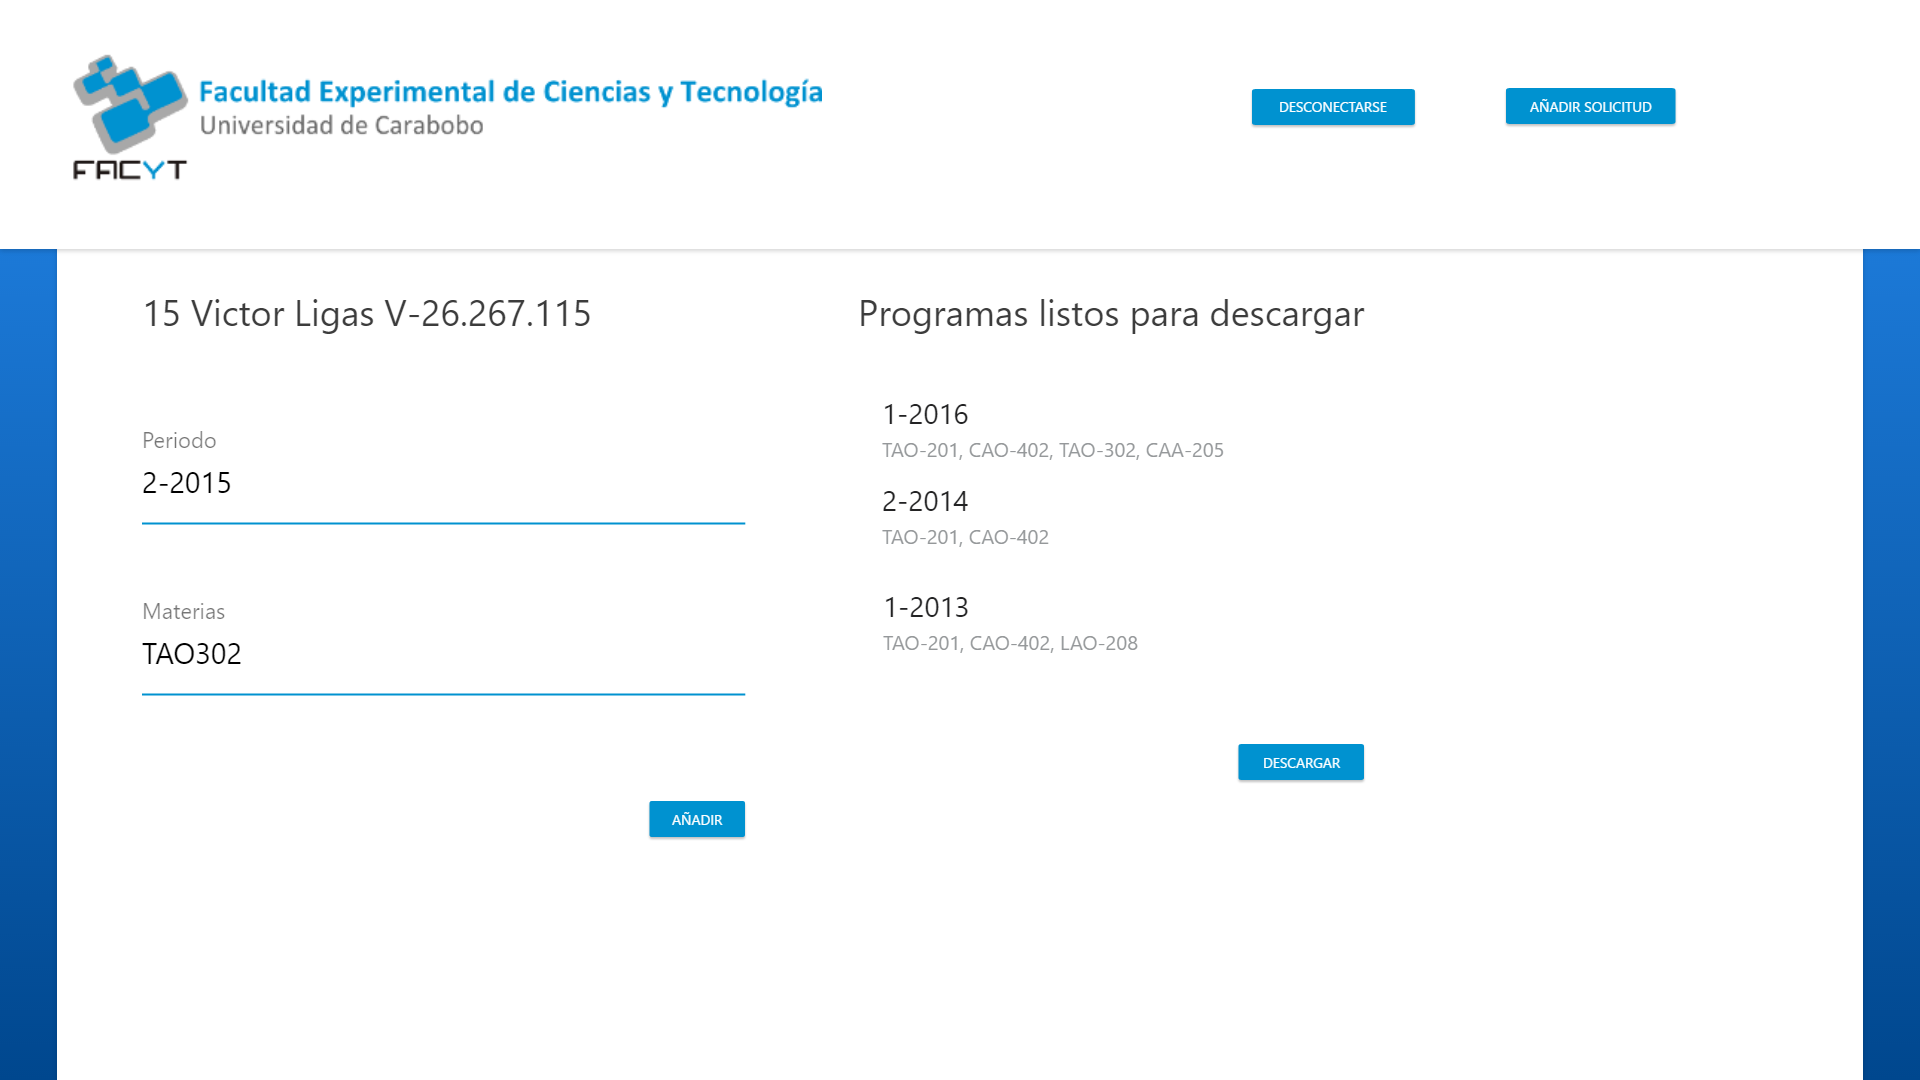 Facultad Experimental de Ciencias y Tecnología
Universidad de Carabobo
FACYT
DESCONECTARSE
AÑADIR SOLICITUD
15 Victor Ligas V-26.267.115
Periodo
2-2015
Materias
TAO302
AÑADIR
Programas listos para descargar
1-2016
TAO-201, CAO-402, TAO-302, CAA-205
2-2014
TAO-201, CAO-402
1-2013
TAO-201, CAO-402, LAO-208
DESCARGAR